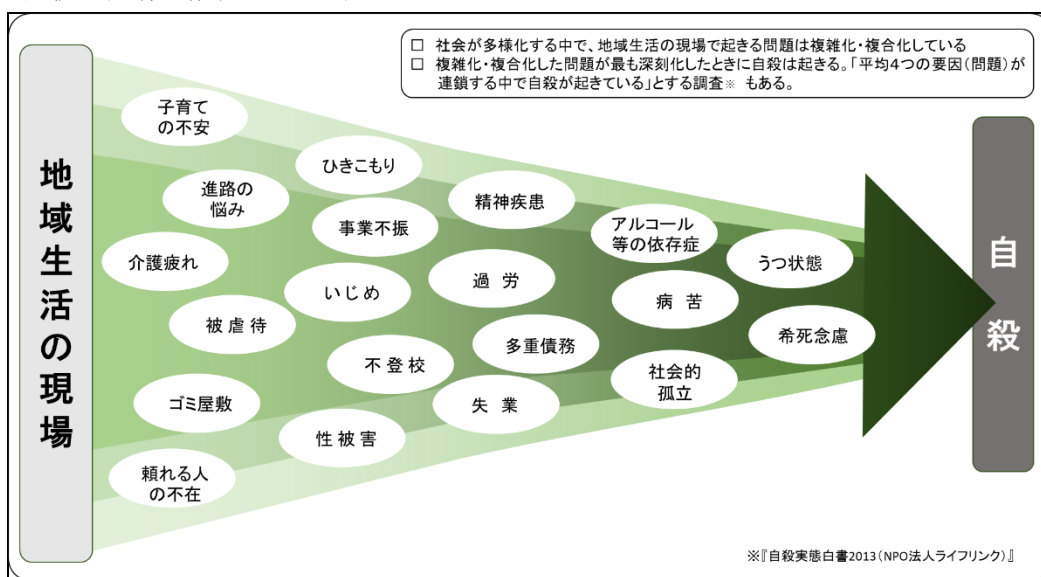 □ 社会が多様化する中で、地域生活の現場で起きる問題は複雑化・複合化している
□ 複雑化・複合化した問題が最も深刻化したときに自殺は起きる。「平均4つの要因(問題)が
連鎖する中で自殺が起きている」とする調査※ もある。
地域生活の現場
子育て
の不安
進路の
悩み
介護疲れ
被虐待
ゴミ屋敷
頼れる人
の不在
ひきこもり
事業不振
いじめ
不登校
性被害
精神疾患
過労
多重債務
失業
アルコール
等の依存症
病苦
社会的
孤立
うつ状態
希死念慮
自殺
※『自殺実態白書2013(NPO法人ライフリンク)』